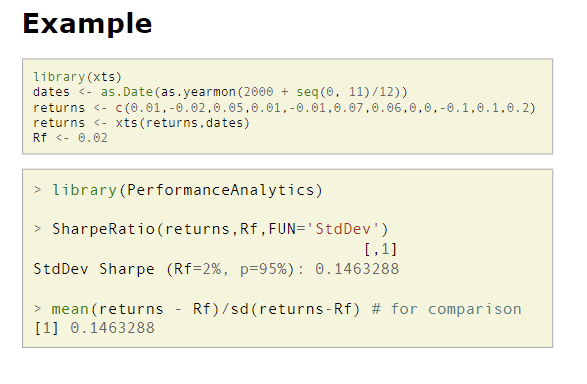 Example
library(xts)
dates <- as.Date(as.yearmon(2000 + seq(0, 11)/12))
returns <- c(0.01,-0.02,0.05,0.01,-0.01,0.07,0.06,0,0,-0.1,0.1,0.2)
returns <- xts(returns,dates)
Rf <- 0.02
> library(PerformanceAnalytics)
> SharpeRatio(returns,Rf,FUN='StdDev')
[,1]
StdDev Sharpe (Rf=2%, p=95%): 0.1463288
> mean(returns - Rf)/sd(returns-Rf) # for comparison
[1] 0.1463288